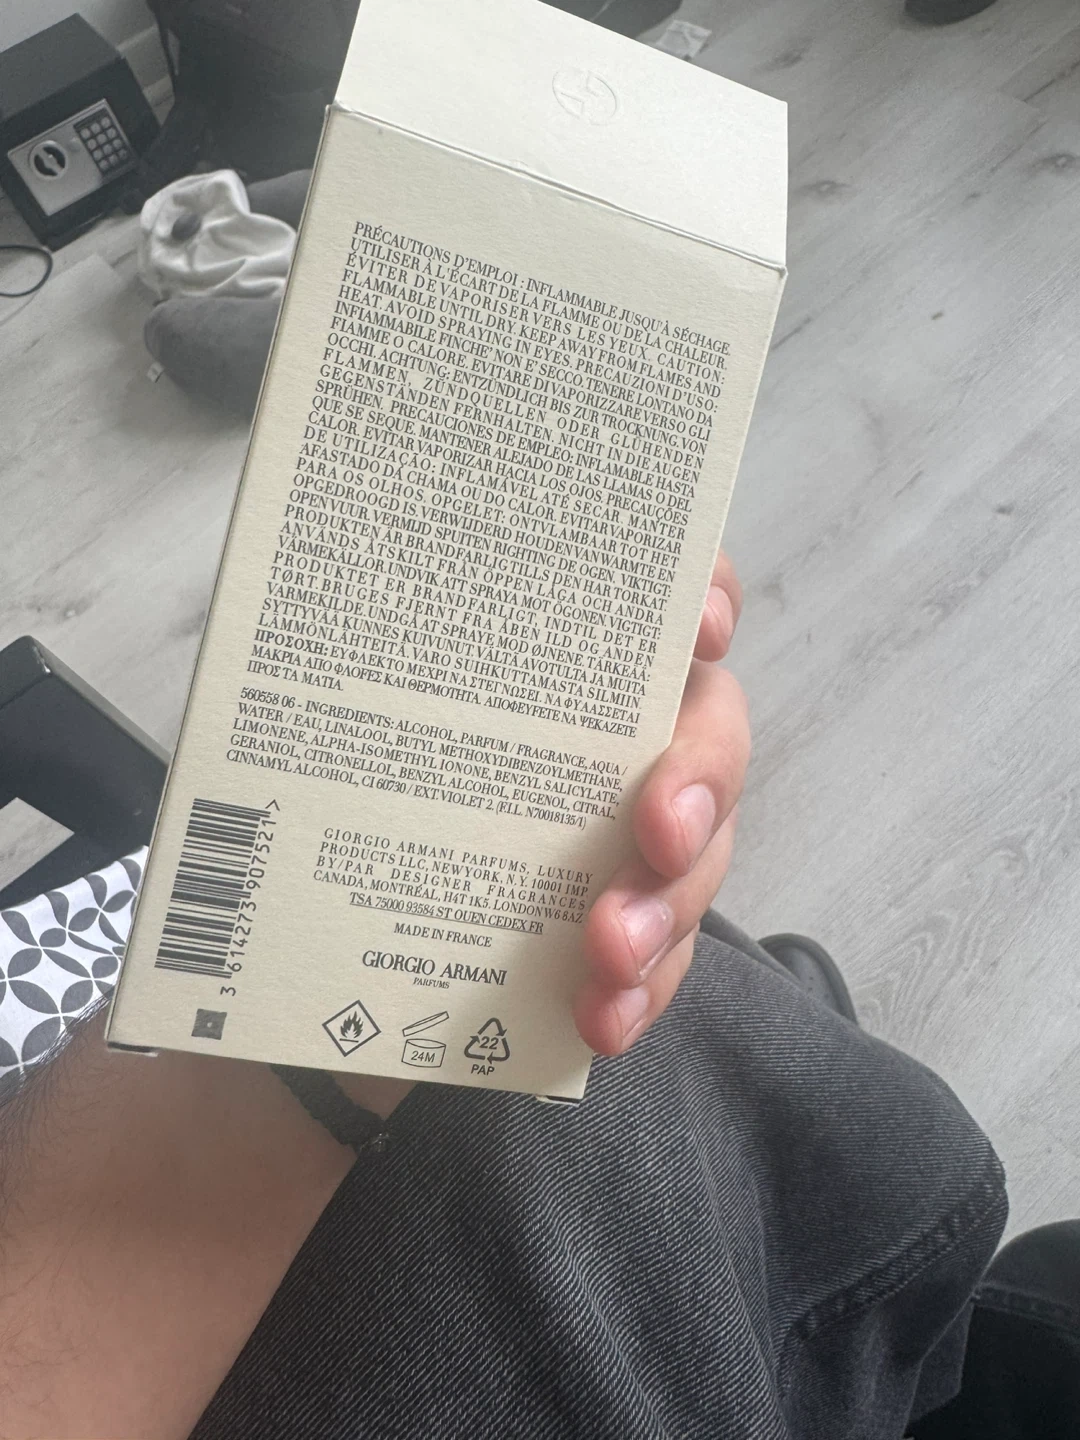 PRÉCAUTIONS D'EMPLOI : INFLAMMABLE JUSQU'À SÉCHAGE.
UTILISER À L'ÉCART DE LA FLAMME OU DE LA CHALEUR.
ÉVITER DE VAPORISER VERS LES YEUX. CAUTION:
FLAMMABLE UNTIL DRY. KEEP AWAY FROM FLAMES AND
HEAT. AVOID SPRAYING IN EYES. PRECAUZIONI D'USO:
INFIAMMABILE FINCHE' NON E' SECCO. TENERE LONTANO DA
FIAMME O CALORE. EVITARE DI VAPORIZZARE VERSO GLI
OCCHI. ACHTUNG: ENTZÜNDLICH BIS ZUR TROCKNUNG. VON
FLAMMEN, ZÜNDQUELLEN ODER GLÜHENDEN
GEGENSTÄNDEN FERNHALTEN. NICHT IN DIE AUGEN
SPRÜHEN. PRECAUCIONES DE EMPLEO: INFLAMABLE HASTA
QUE SE SEQUE. MANTENER ALEJADO DE LAS LLAMAS O DEL
CALOR. EVITAR VAPORIZAR HACIA LOS OJOS. PRECAUÇÕES
DE UTILIZAÇÃO: INFLAMÁVEL ATÉ SECAR. MANTER
AFASTADO DA CHAMA OU DO CALOR. EVITAR VAPORIZAR
PARA OS OLHOS. OPGELET: ONTVLAMBAAR TOT HET
OPGEDROOGD IS. VERWIJDERD HOUDEN VAN WARMTE EN
OPEN VUUR. VERMIJD SPUITEN RICHTING DE OGEN. VIKTIGT:
PRODUKTEN ÄR BRANDFARLIG TILLS DEN HAR TORKAT.
ANVÄNDS ÅTSKILT FRÅN ÖPPEN LÅGA OCH ANDRA
VÄRMEKÄLLOR. UNDVIK ATT SPRAYA MOT ÖGONEN. VIGTIGT:
PRODUKTET ER BRANDFARLIGT, INDTIL DET ER
TØRT. BRUGES FJERNT FRA ÅBEN ILD OG ANDEN
VARMEKILDE. UNDGÅ AT SPRAYE MOD ØJNENE. TÄRKEÄÄ:
SYTTYVÄÄ KUNNES KUIVUNUT. VÄLTÄ AVOTULTA JA MUITA
LÄMMÖNLÄHTEITÄ. VARO SUIHKUTTAMASTA SILMIIN.
ΠΡΟΣΟΧΗ: ΕΥΦΛΕΚΤΟ ΜΕΧΡΙ ΝΑ ΣΤΕΓΝΩΣΕΙ. ΝΑ ΦΥΛΑΣΣΕΤΑΙ
ΜΑΚΡΙΑ ΑΠΟ ΦΛΟΓΕΣ ΚΑΙ ΘΕΡΜΟΤΗΤΑ. ΑΠΟΦΕΥΓΕΤΕ ΝΑ ΨΕΚΑΖΕΤΕ
ΠΡΟΣ ΤΑ ΜΑΤΙΑ.
560558 06 - INGREDIENTS: ALCOHOL, PARFUM / FRAGRANCE, AQUA /
WATER / EAU, LINALOOL, BUTYL METHOXYDIBENZOYLMETHANE,
LIMONENE, ALPHA-ISOMETHYL IONONE, BENZYL SALICYLATE,
GERANIOL, CITRONELLOL, BENZYL ALCOHOL, EUGENOL, CITRAL,
CINNAMYL ALCOHOL, CI 60730 / EXT. VIOLET 2. (F.I.L. N70018135/1)
GIORGIO ARMANI PARFUMS, LUXURY
PRODUCTS LLC, NEW YORK, N.Y. 10001 IMP
BY/PAR DESIGNER FRAGRANCES
CANADA, MONTRÉAL, H4T 1K5. LONDON W6 8AZ
TSA 75000 93584 ST OUEN CEDEX FR
MADE IN FRANCE
GIORGIO ARMANI
PARFUMS
3 614273 907521 >
24M
22
PAP